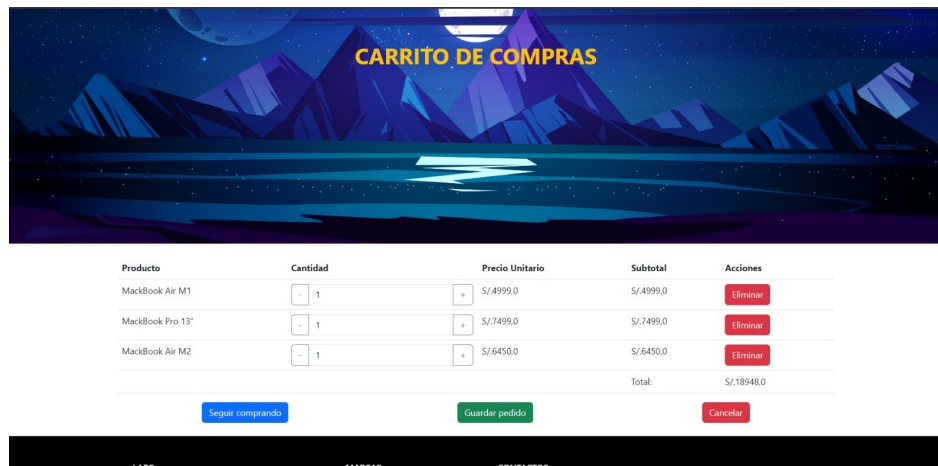 CARRITO DE COMPRAS
Producto Cantidad Precio Unitario Subtotal Acciones
MackBook Air M1 - 1 + S/.4999,0 S/.4999,0 Eliminar
MackBook Pro 13" - 1 + S/.7499,0 S/.7499,0 Eliminar
MackBook Air M2 - 1 + S/.6450,0 S/.6450,0 Eliminar
Total: S/.18948,0
Seguir comprando Guardar pedido Cancelar
MARCAS CONTACTOS